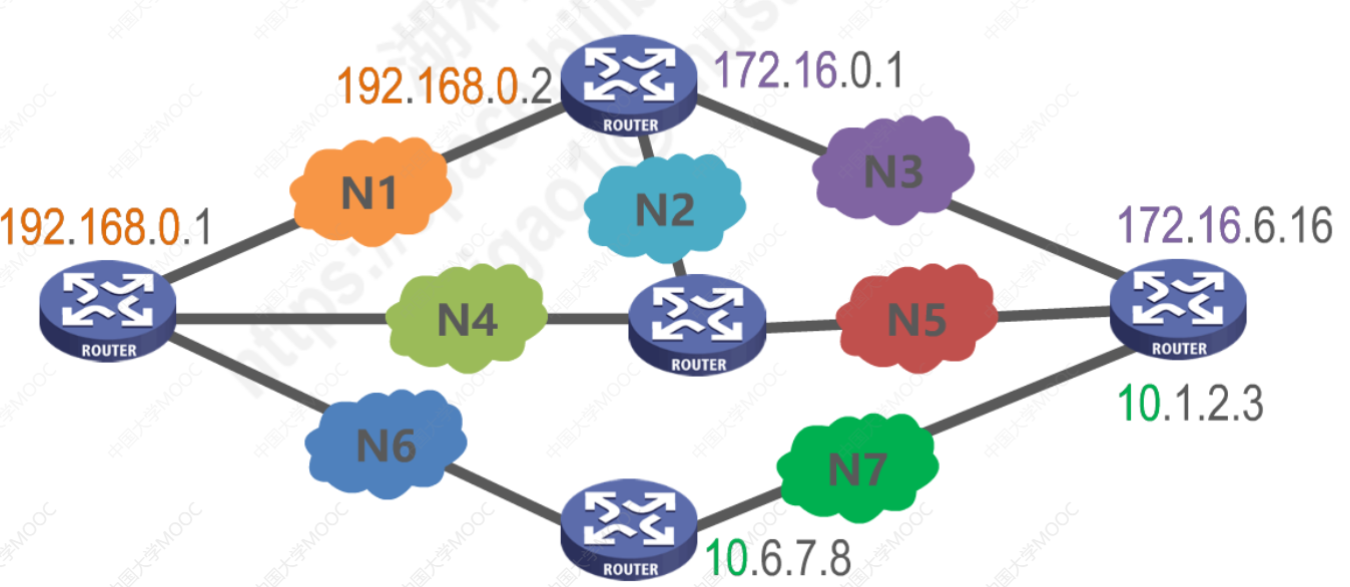 192.168.0.2
172.16.0.1
ROUTER
N1
N2
N3
192.168.0.1
172.16.6.16
ROUTER
N4
ROUTER
N5
ROUTER
10.1.2.3
N6
N7
ROUTER
10.6.7.8
中国大学MOOC